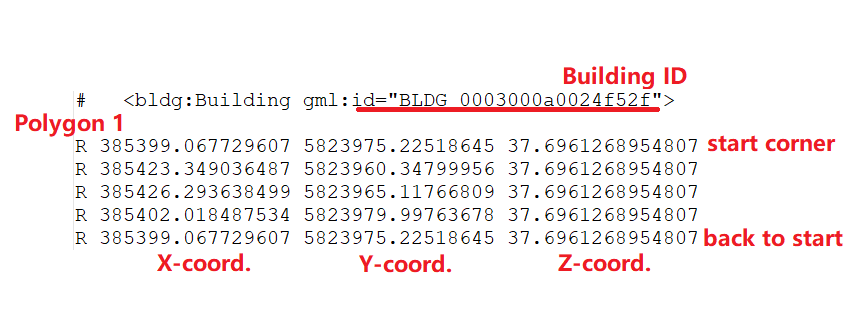 Building ID
# <bldg:Building gml:id="BLDG_0003000a0024f52f">
Polygon 1
R 385399.067729607 5823975.22518645 37.6961268954807 start corner
R 385423.349036487 5823960.34799956 37.6961268954807
R 385426.293638499 5823965.11766809 37.6961268954807
R 385402.018487534 5823979.99763678 37.6961268954807
R 385399.067729607 5823975.22518645 37.6961268954807 back to start
X-coord. Y-coord. Z-coord.